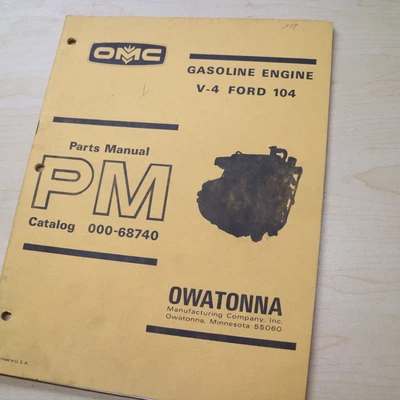 OMC
GASOLINE ENGINE
V-4 FORD 104
Parts Manual
PM
Catalog 000-68740
OWATONNA
Manufacturing Company, Inc.
Owatonna, Minnesota 55060